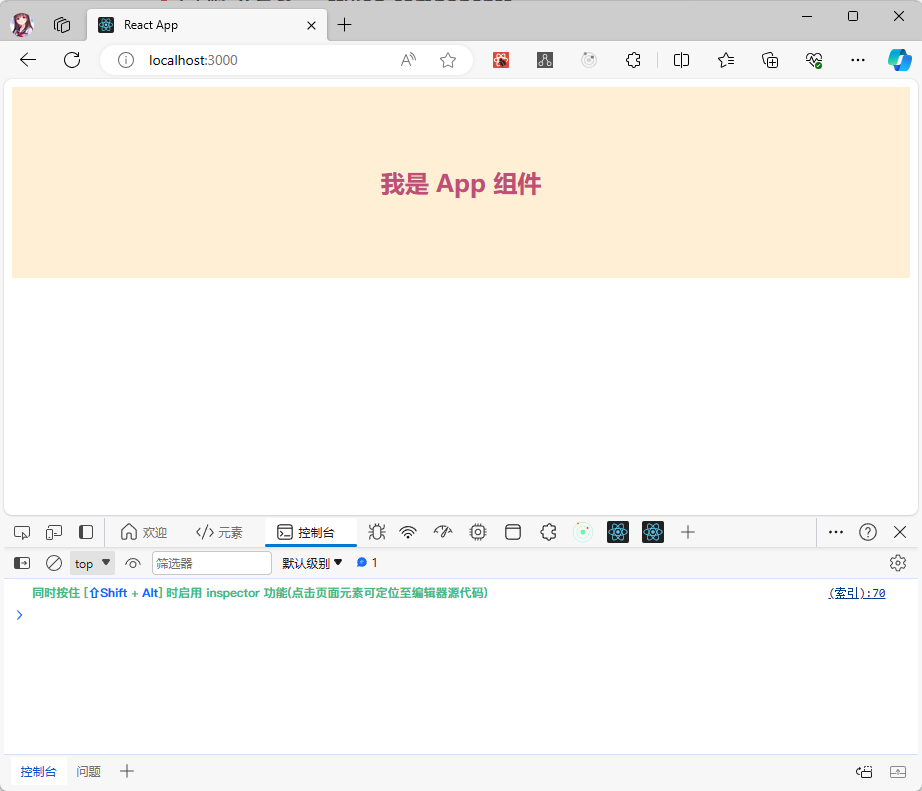 React App
localhost:3000
我是 App 组件
欢迎
元素
控制台
top
筛选器
默认级别
1
同时按住 [⇧Shift + Alt] 时启用 inspector 功能(点击页面元素可定位至编辑器源代码)
(索引):70
控制台
问题